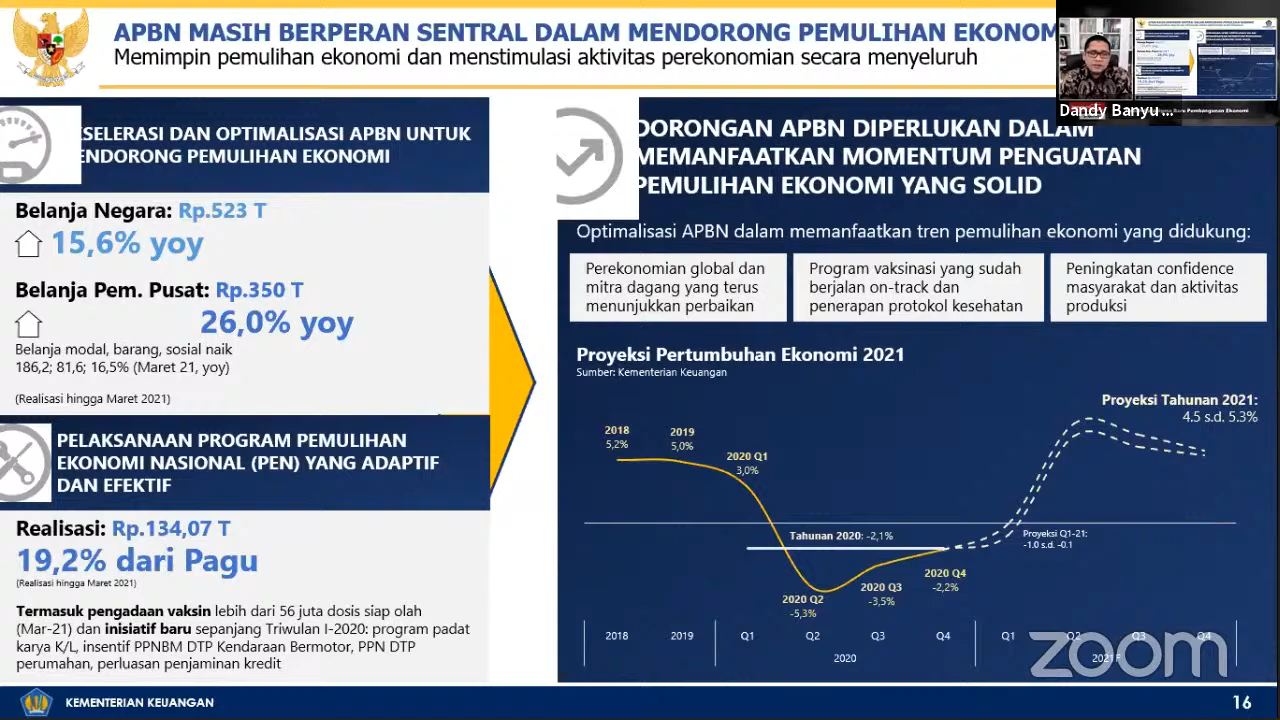 APBN MASIH BERPERAN SENTRAL DALAM MENDORONG PEMULIHAN EKONOM
Memimpin pemulihan ekonomi dan menstimulasi aktivitas perekonomian secara menyeluruh
Dandy Banyu ...
Pembangunan Ekonomi
KSELERASI DAN OPTIMALISASI APBN UNTUK
ENDORONG PEMULIHAN EKONOMI
Belanja Negara: Rp.523 T
15,6% yoy
Belanja Pem. Pusat: Rp.350 T
26,0% yoy
Belanja modal, barang, sosial naik
186,2; 81,6; 16,5% (Maret 21, yoy)
(Realisasi hingga Maret 2021)
PELAKSANAAN PROGRAM PEMULIHAN
EKONOMI NASIONAL (PEN) YANG ADAPTIF
DAN EFEKTIF
Realisasi: Rp.134,07 T
19,2% dari Pagu
(Realisasi hingga Maret 2021)
Termasuk pengadaan vaksin lebih dari 56 juta dosis siap olah
(Mar-21) dan inisiatif baru sepanjang Triwulan I-2020: program padat
karya K/L, insentif PPNBM DTP Kendaraan Bermotor, PPN DTP
perumahan, perluasan penjaminan kredit
DORONGAN APBN DIPERLUKAN DALAM
MEMANFAATKAN MOMENTUM PENGUATAN
PEMULIHAN EKONOMI YANG SOLID
Optimalisasi APBN dalam memanfaatkan tren pemulihan ekonomi yang didukung:
Perekonomian global dan
mitra dagang yang terus
menunjukkan perbaikan
Program vaksinasi yang sudah
berjalan on-track dan
penerapan protokol kesehatan
Peningkatan confidence
masyarakat dan aktivitas
produksi
Proyeksi Pertumbuhan Ekonomi 2021
Sumber: Kementerian Keuangan
Proyeksi Tahunan 2021:
4.5 s.d. 5.3%
2018
5,2%
2019
5,0%
2020 Q1
3,0%
Tahunan 2020: -2,1%
Proyeksi Q1-21:
-1.0 s.d. -0.1
2020 Q2
-5,3%
2020 Q3
-3,5%
2020 Q4
-2,2%
2018 2019 Q1 Q2 Q3 Q4 Q1 Q2 Q3 Q4
2020 2021F
zoom
KEMENTERIAN KEUANGAN
16